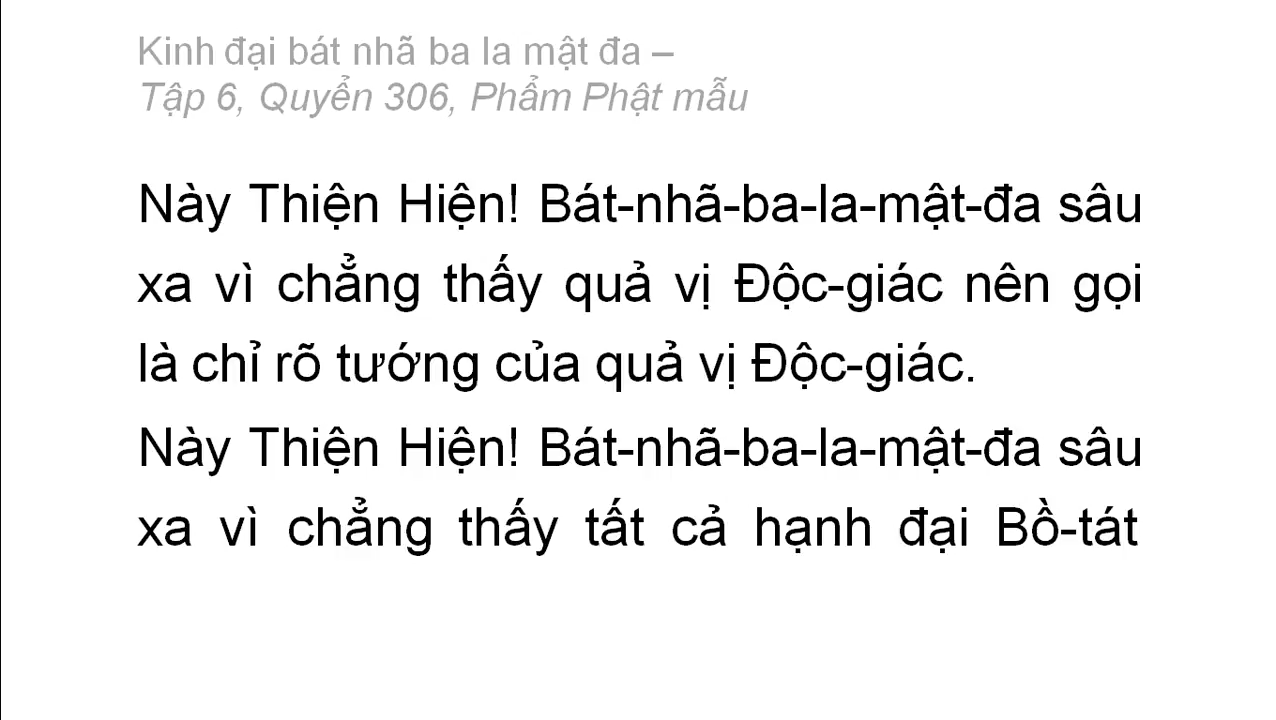 Kinh đại bát nhã ba la mật đa –
Tập 6, Quyển 306, Phẩm Phật mẫu
Này Thiện Hiện! Bát-nhã-ba-la-mật-đa sâu
xa vì chẳng thấy quả vị Độc-giác nên gọi
là chỉ rõ tướng của quả vị Độc-giác.
Này Thiện Hiện! Bát-nhã-ba-la-mật-đa sâu
xa vì chẳng thấy tất cả hạnh đại Bồ-tát